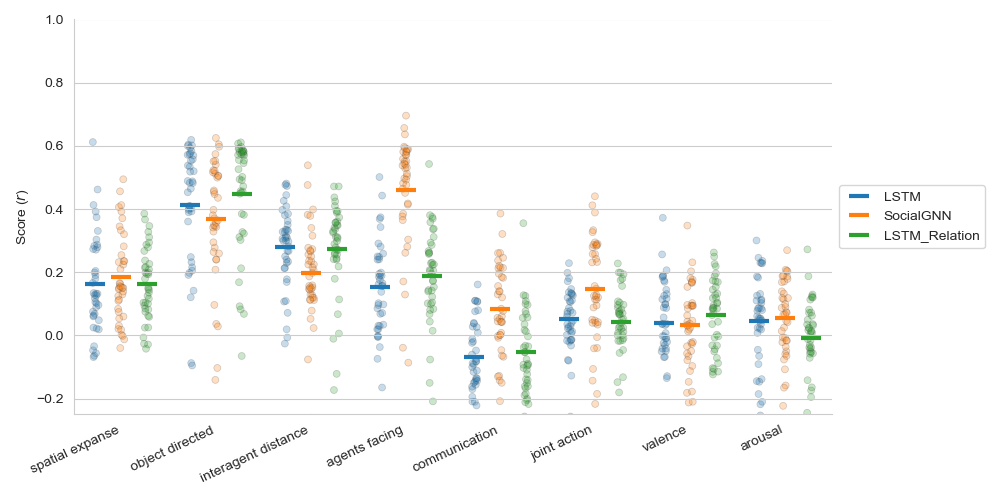 1.0
0.8
0.6
0.4
0.2
0.0
−0.2
Score (r)
spatial expanse
object directed
interagent distance
agents facing
communication
joint action
valence
arousal
LSTM
SocialGNN
LSTM_Relation